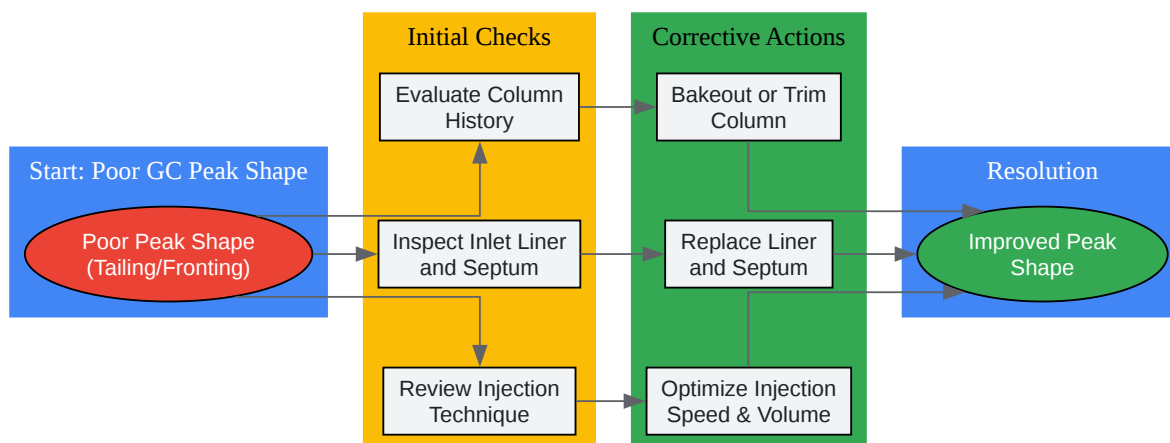 Initial Checks
Corrective Actions
Evaluate Column
History
Bakeout or Trim
Column
Start: Poor GC Peak Shape
Resolution
Poor Peak Shape
(Tailing/Fronting)
Inspect Inlet Liner
and Septum
Replace Liner
and Septum
Improved Peak
Shape
Review Injection
Technique
Optimize Injection
Speed & Volume